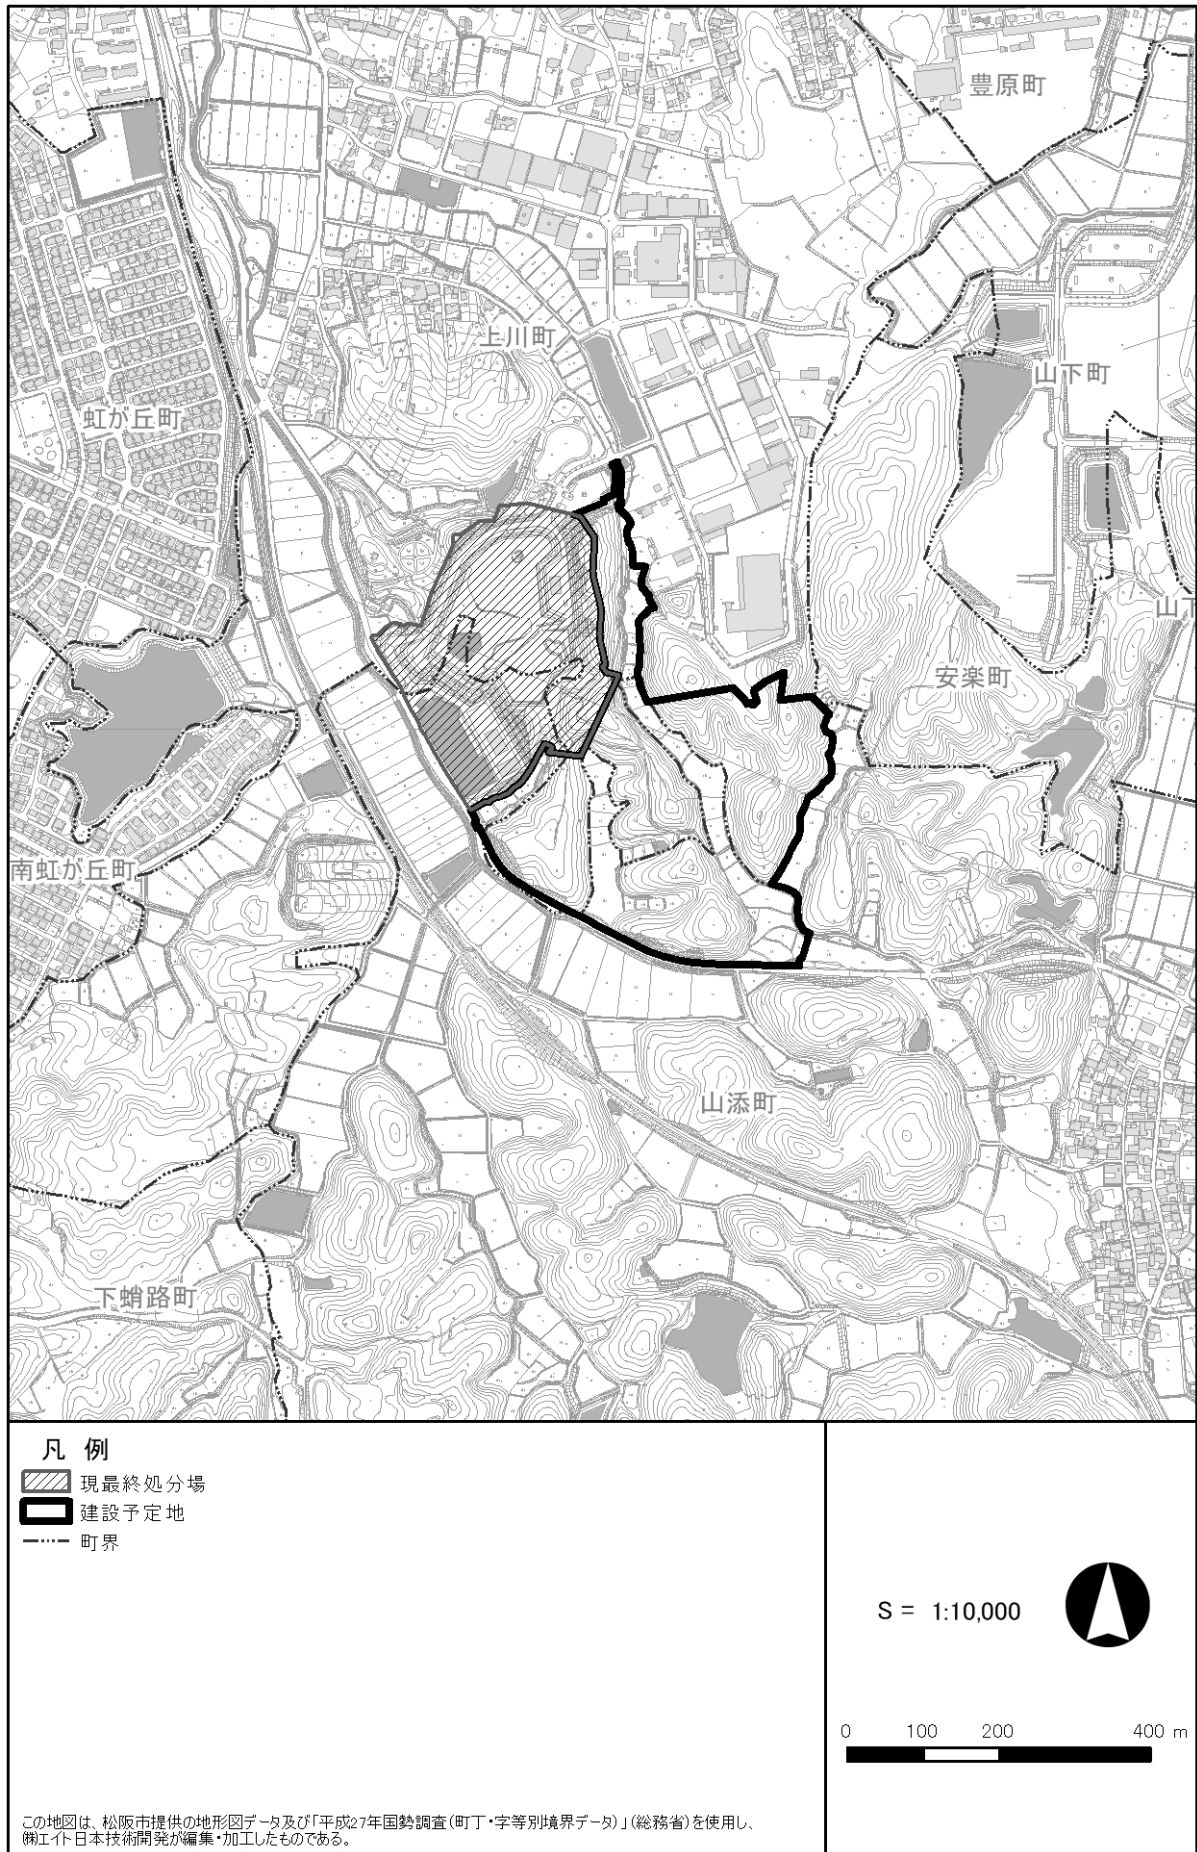 豊原町
上川町
山下町
虹が丘町
山下
安楽町
南虹が丘町
山添町
下蛸路町
凡 例
現最終処分場
建設予定地
町界
S = 1:10,000
0 100 200 400 m
この地図は、松阪市提供の地形図データ及び「平成27年国勢調査(町丁・字等別境界データ)」(総務省)を使用し、
㈱エイト日本技術開発が編集・加工したものである。